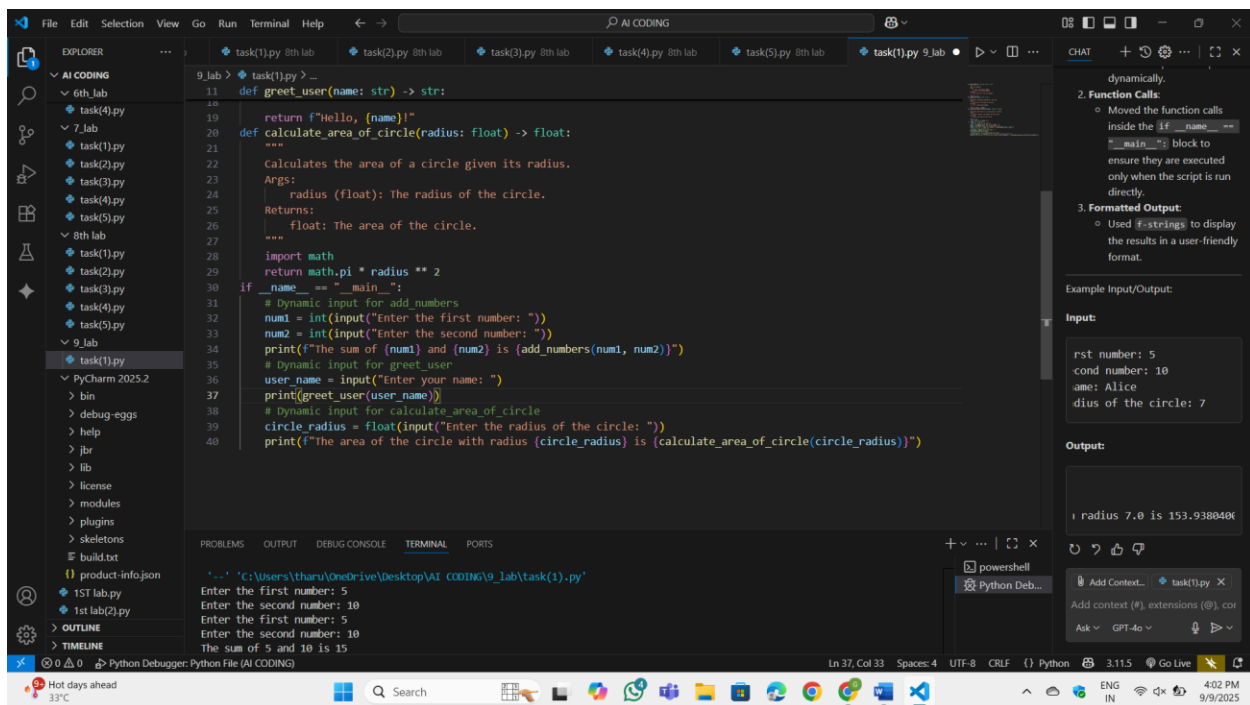 File Edit Selection View Go Run Terminal Help
AI CODING
EXPLORER
AI CODING
6th_lab
task(4).py
7_lab
task(1).py
task(2).py
task(3).py
task(4).py
task(5).py
8th lab
task(1).py
task(2).py
task(3).py
task(4).py
task(5).py
9_lab
task(1).py
PyCharm 2025.2
bin
debug-eggs
help
jbr
lib
license
modules
plugins
skeletons
build.txt
product-info.json
1ST lab.py
1st lab(2).py
OUTLINE
TIMELINE
task(1).py 8th lab task(2).py 8th lab task(3).py 8th lab task(4).py 8th lab task(5).py 8th lab task(1).py 9_lab
9_lab > task(1).py > ...
11 def greet_user(name: str) -> str:
18
19 return f"Hello, {name}!"
20 def calculate_area_of_circle(radius: float) -> float:
21 """
22 Calculates the area of a circle given its radius.
23 Args:
24 radius (float): The radius of the circle.
25 Returns:
26 float: The area of the circle.
27 """
28 import math
29 return math.pi * radius ** 2
30 if __name__ == "__main__":
31 # Dynamic input for add_numbers
32 num1 = int(input("Enter the first number: "))
33 num2 = int(input("Enter the second number: "))
34 print(f"The sum of {num1} and {num2} is {add_numbers(num1, num2)}")
35 # Dynamic input for greet_user
36 user_name = input("Enter your name: ")
37 print(greet_user(user_name))
38 # Dynamic input for calculate_area_of_circle
39 circle_radius = float(input("Enter the radius of the circle: "))
40 print(f"The area of the circle with radius {circle_radius} is {calculate_area_of_circle(circle_radius)}")
PROBLEMS OUTPUT DEBUG CONSOLE TERMINAL PORTS
'--' 'C:\Users\tharu\OneDrive\Desktop\AI CODING\9_lab\task(1).py'
Enter the first number: 5
Enter the second number: 10
Enter the first number: 5
Enter the second number: 10
The sum of 5 and 10 is 15
powershell
Python Deb...
CHAT
dynamically.
2. Function Calls:
Moved the function calls
inside the if __name__ ==
"__main__": block to
ensure they are executed
only when the script is run
directly.
3. Formatted Output:
Used f-strings to display
the results in a user-friendly
format.
Example Input/Output:
Input:
rst number: 5
cond number: 10
ame: Alice
dius of the circle: 7
Output:
radius 7.0 is 153.9380400
Add Context... task(1).py
Add context (#), extensions (@), cor
Ask GPT-4o
0 0 Python Debugger: Python File (AI CODING)
Ln 37, Col 33 Spaces: 4 UTF-8 CRLF {} Python 3.11.5 Go Live
Hot days ahead
33°C
Search
ENG
IN
4:02 PM
9/9/2025